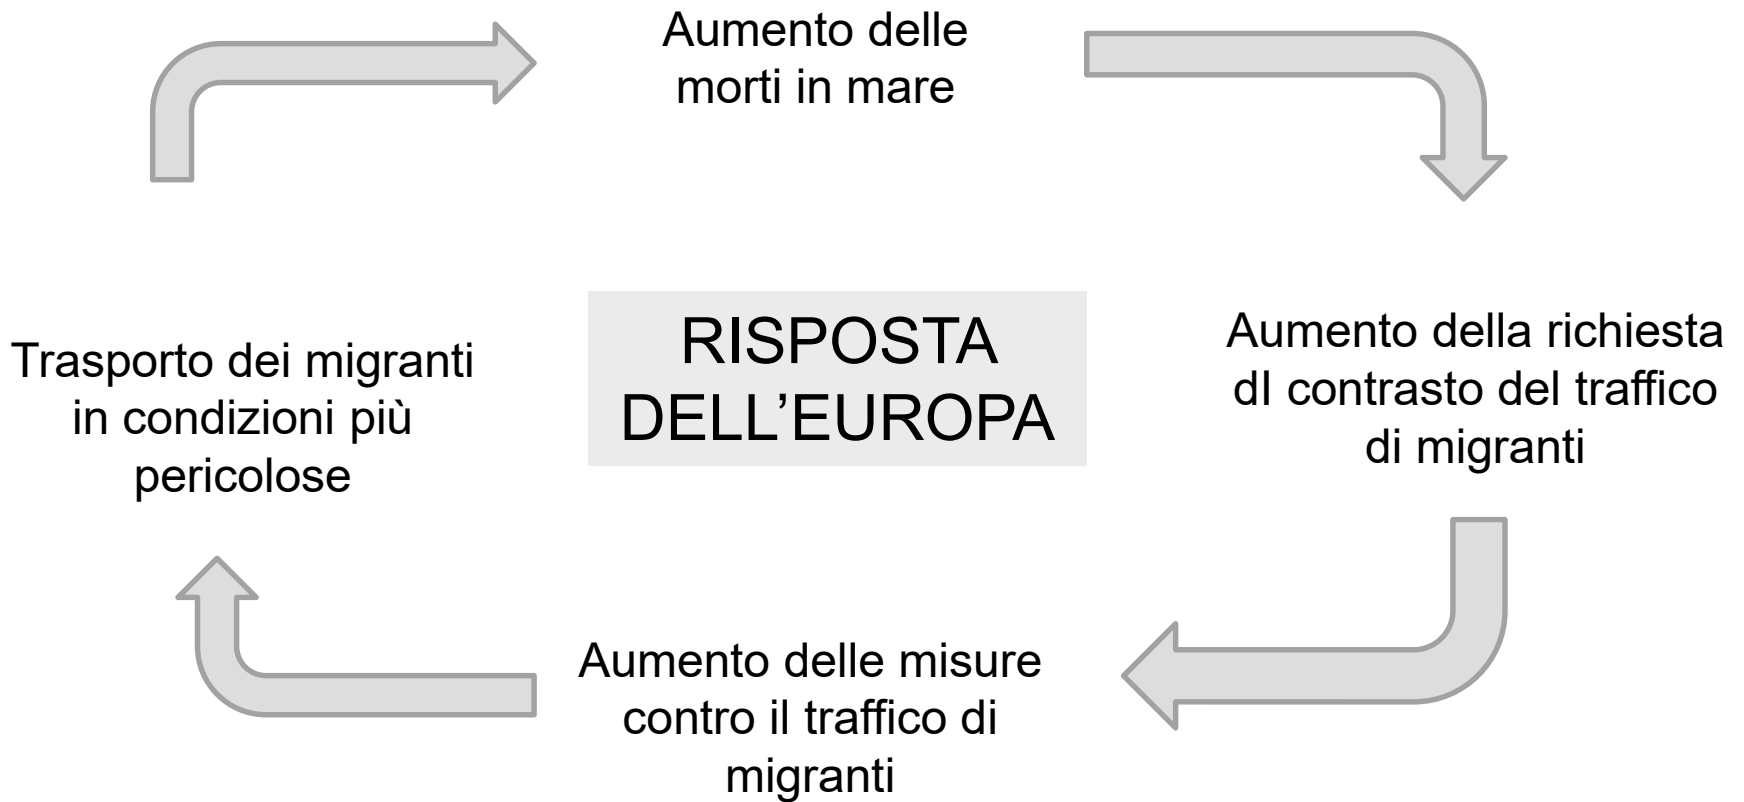 Aumento delle
morti in mare
Aumento della richiesta
dI contrasto del traffico
di migranti
Aumento delle misure
contro il traffico di
migranti
Trasporto dei migranti
in condizioni più
pericolose
RISPOSTA
DELL’EUROPA